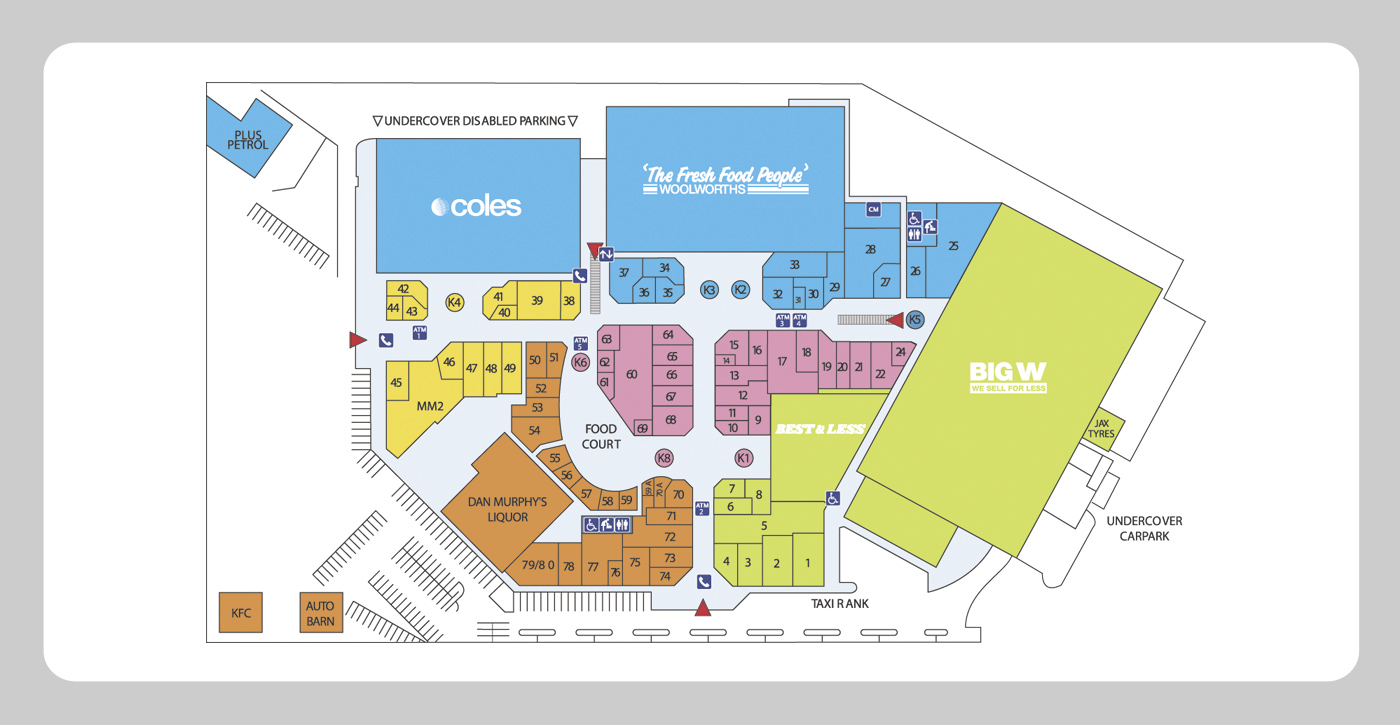 ▽ UNDERCOVER DISABLED PARKING ▽
PLUS
PETROL
coles
'The Fresh Food People'
WOOLWORTHS
CM
28
25
26
27
37
34
36
35
K3
K2
33
32
31
30
29
42
44
43
K4
41
40
39
38
ATM
1
ATM
3
ATM
4
K5
ATM
5
K6
63
62
61
60
64
65
66
67
68
69
15
16
14
13
12
11
10
9
17
18
19
20
21
22
24
45
46
47
48
49
MM2
50
51
52
53
54
FOOD
COURT
BEST & LESS
BIG W
WE SELL FOR LESS
JAX
TYRES
K8
K1
55
56
57
58
59
59 A
70 A
70
71
72
73
74
75
76
77
78
79/8 0
DAN MURPHY'S
LIQUOR
ATM
2
7
8
6
5
4
3
2
1
UNDERCOVER
CARPARK
TAXI RANK
KFC
AUTO
BARN